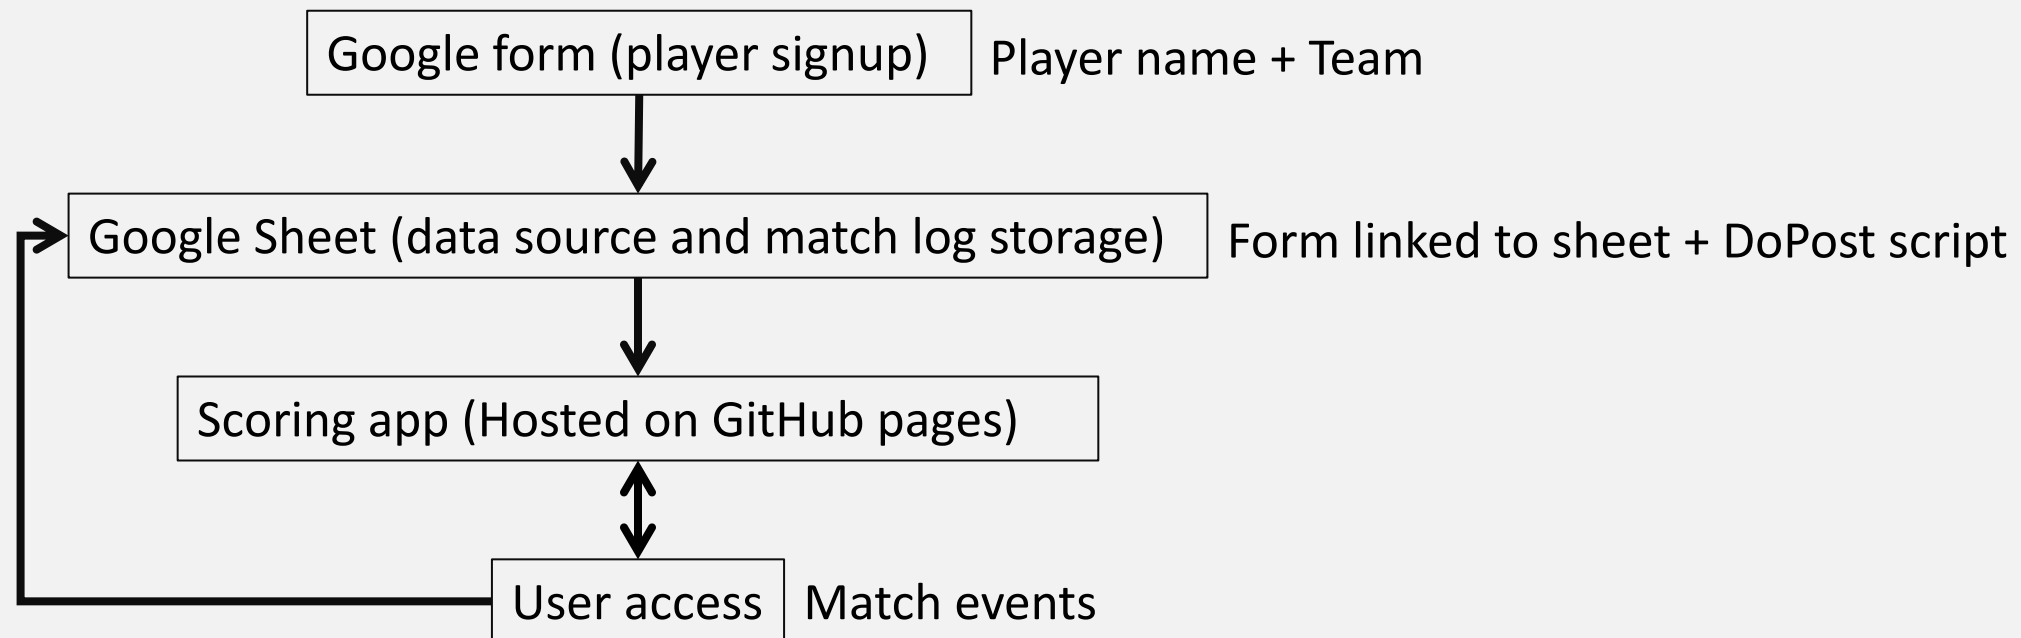 Google form (player signup)
Player name + Team
Google Sheet (data source and match log storage)
Form linked to sheet + DoPost script
Scoring app (Hosted on GitHub pages)
User access
Match events